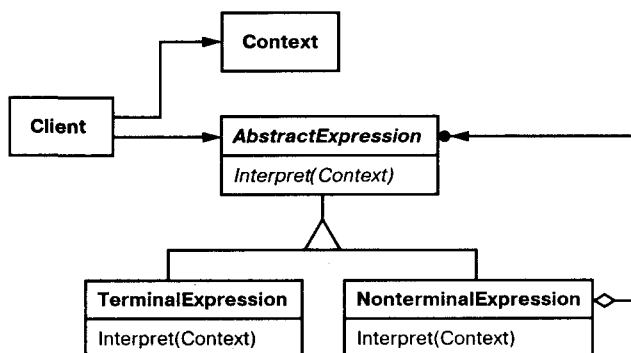 Context
Client
AbstractExpression
Interpret(Context)
TerminalExpression
NonterminalExpression
Interpret(Context)
Interpret(Context)